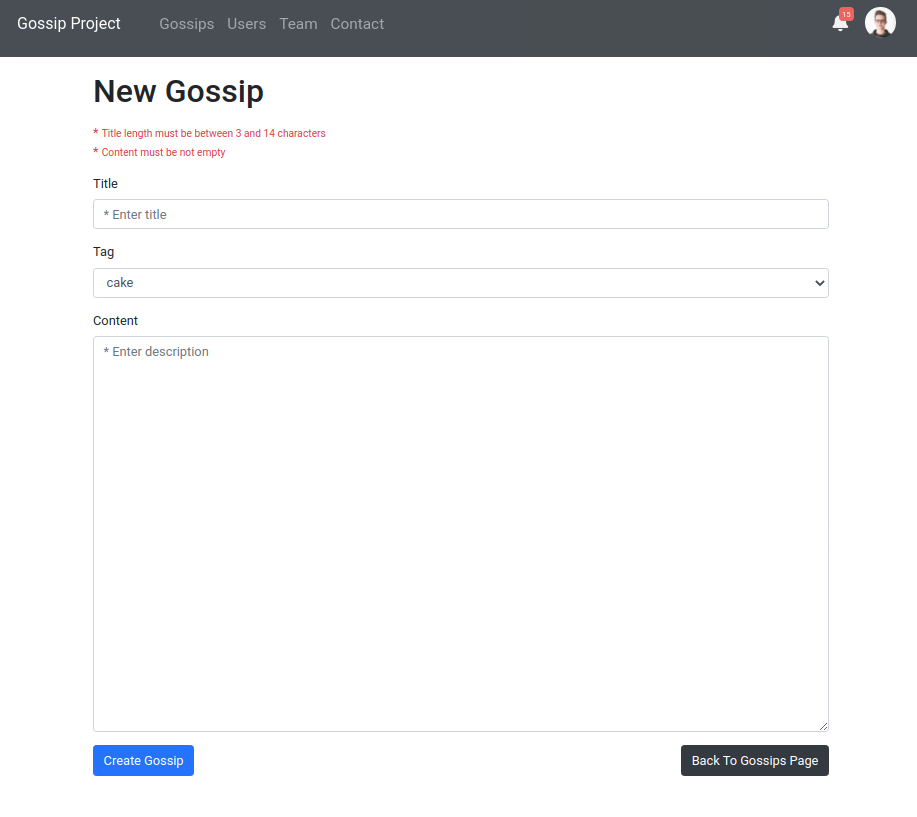 Gossip Project Gossips Users Team Contact 15
New Gossip
* Title length must be between 3 and 14 characters
* Content must be not empty
Title
* Enter title
Tag
cake
Content
* Enter description
Create Gossip Back To Gossips Page